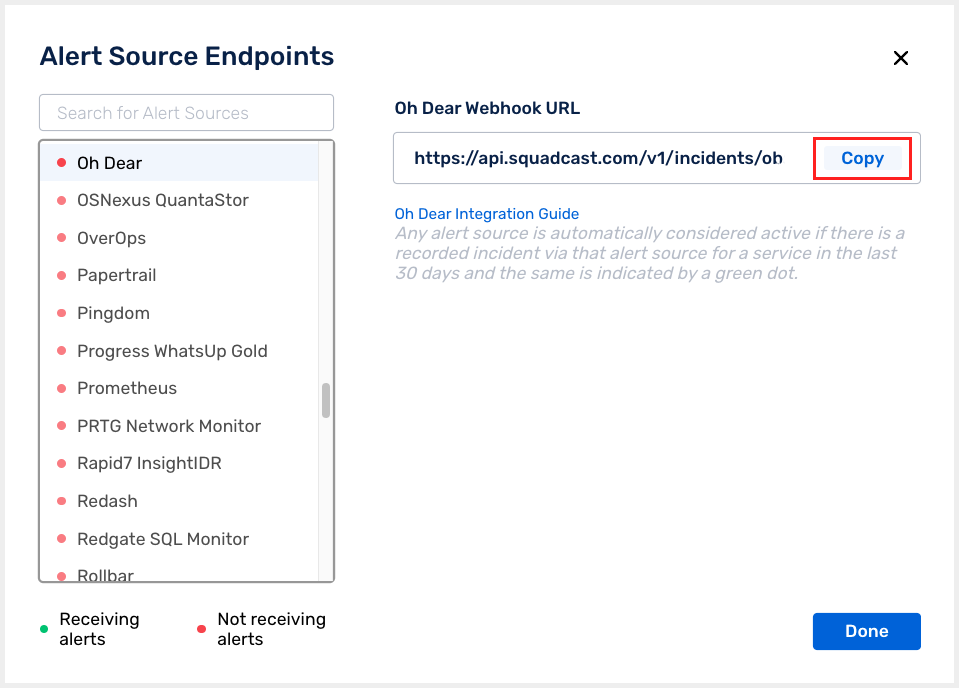 Alert Source Endpoints
Search for Alert Sources
Oh Dear
OSNexus QuantaStor
OverOps
Papertrail
Pingdom
Progress WhatsUp Gold
Prometheus
PRTG Network Monitor
Rapid7 InsightIDR
Redash
Redgate SQL Monitor
Rollbar
Receiving
alerts
Not receiving
alerts
Oh Dear Webhook URL
https://api.squadcast.com/v1/incidents/oh
Copy
Oh Dear Integration Guide
Any alert source is automatically considered active if there is a
recorded incident via that alert source for a service in the last
30 days and the same is indicated by a green dot.
Done